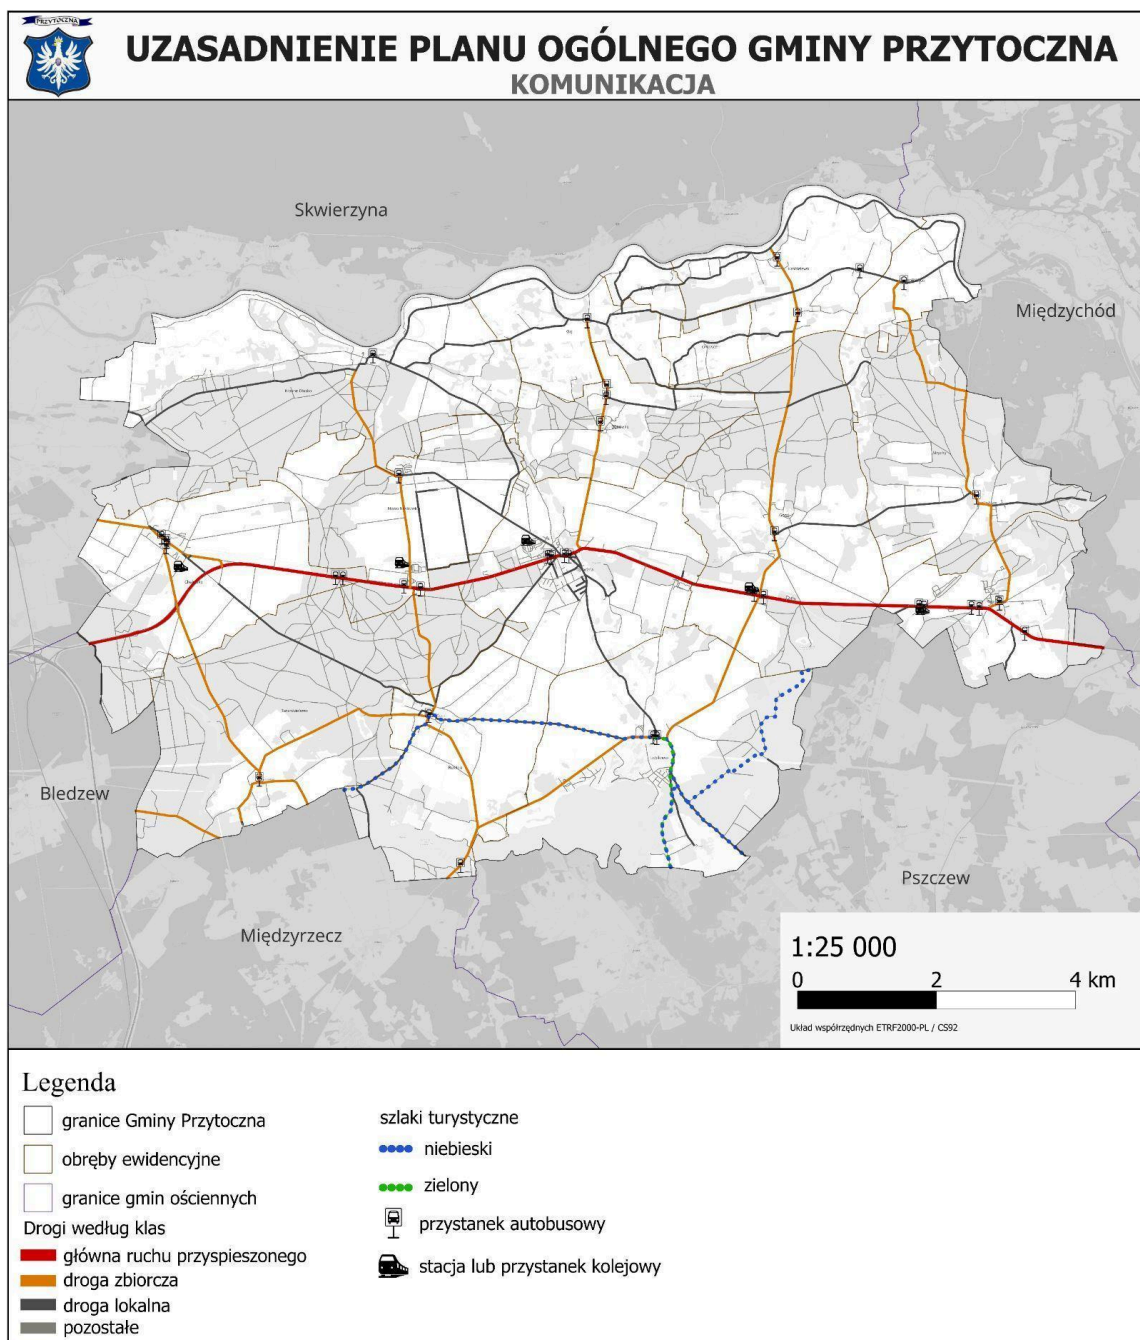 PRZYTOCZNA
UZASADNIENIE PLANU OGÓLNEGO GMINY PRZYTOCZNA
KOMUNIKACJA
Skwierzyna
Międzychód
Bledzew
Pszczew
Międzyrzecz
1:25 000
0 2 4 km
Układ współrzędnych ETRF2000-PL / CS92
Legenda
granice Gminy Przytoczna
obręby ewidencyjne
granice gmin ościennych
Drogi według klas
główna ruchu przyspieszonego
droga zbiorcza
droga lokalna
pozostałe
szlaki turystyczne
niebieski
zielony
przystanek autobusowy
stacja lub przystanek kolejowy